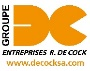 GROUPE
DC
ENTREPRISES R. DE COCK
www.decocksa.com